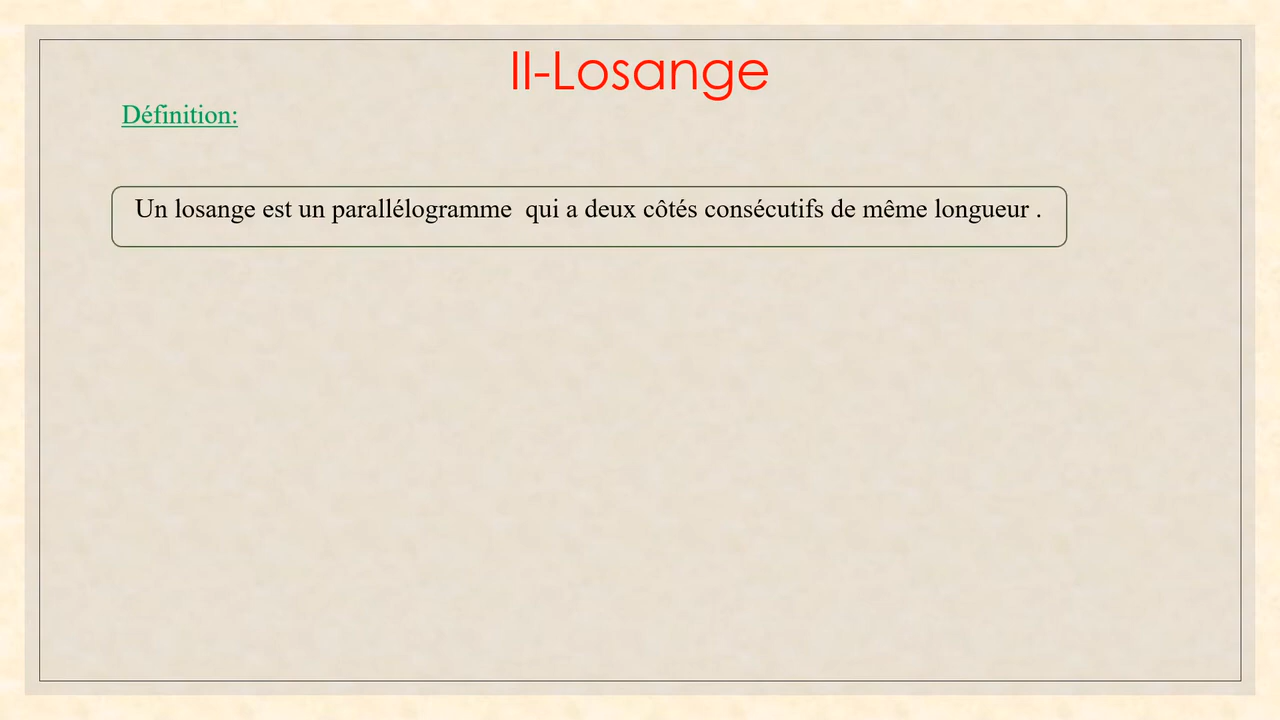 II-Losange
Définition:
Un losange est un parallélogramme  qui a deux côtés consécutifs de même longueur .